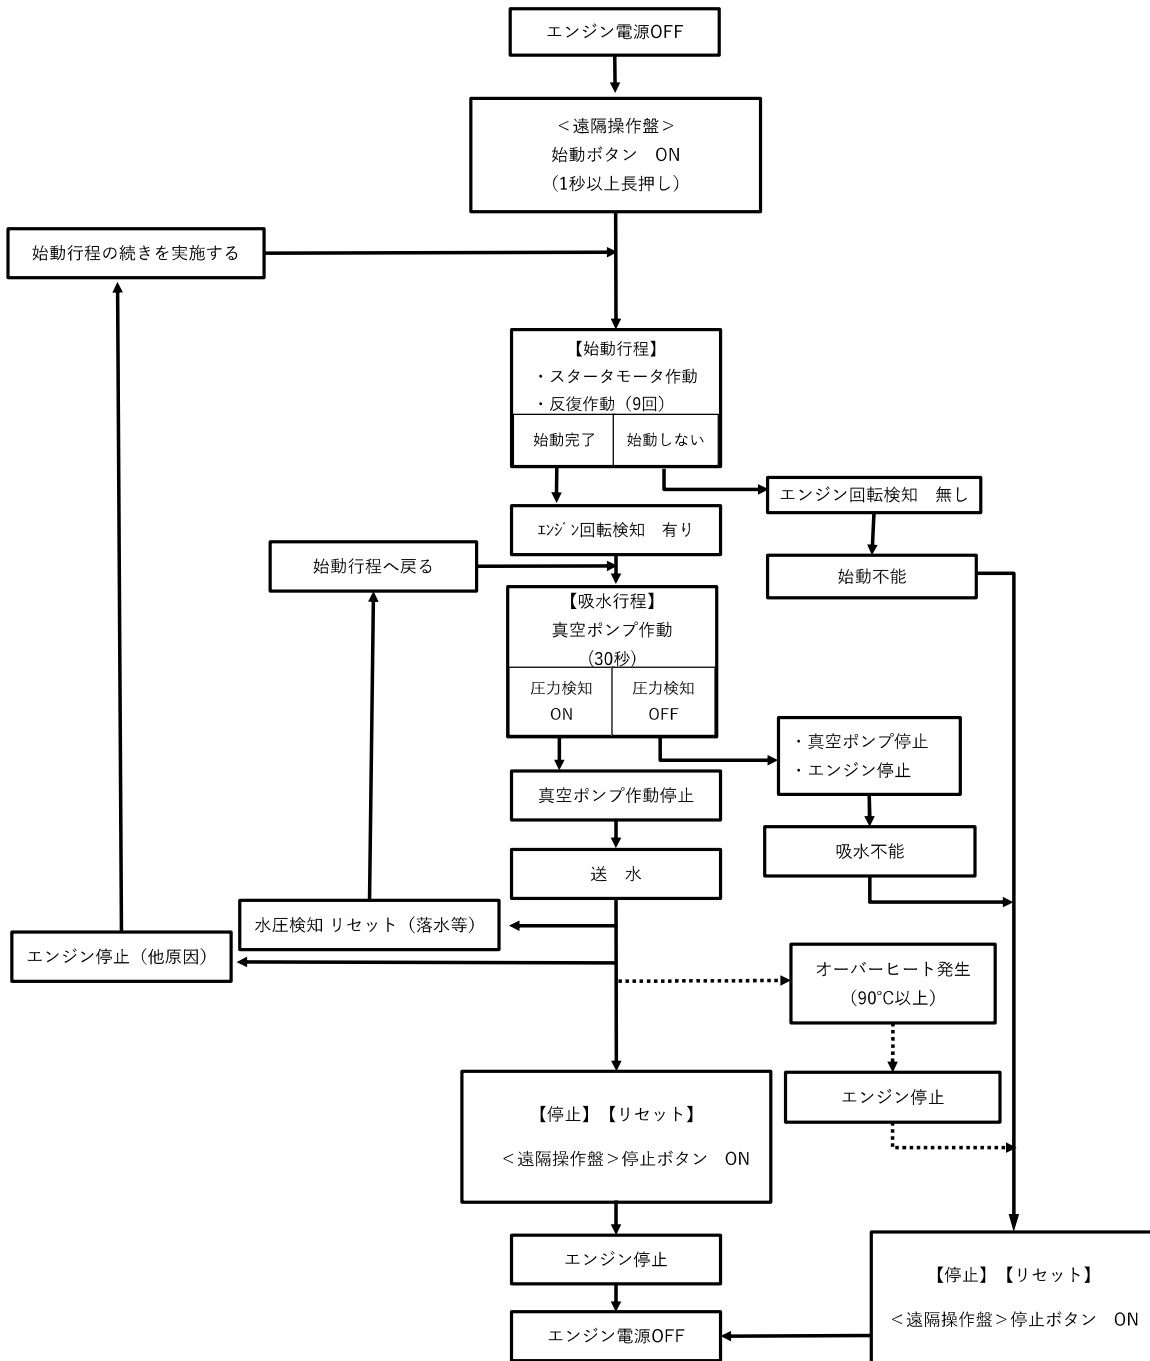 エンジン電源OFF
＜遠隔操作盤＞
始動ボタン　ON
（1秒以上長押し）
始動行程の続きを実施する
【始動行程】
・スタータモータ作動
・反復作動（9回）
始動完了
始動しない
エンジン回転検知　無し
ｴﾝｼﾞﾝ回転検知　有り
始動行程へ戻る
始動不能
【吸水行程】
真空ポンプ作動
（30秒）
圧力検知
ON
圧力検知
OFF
・真空ポンプ停止
・エンジン停止
真空ポンプ作動停止
吸水不能
送　水
水圧検知 リセット（落水等）
エンジン停止（他原因）
オーバーヒート発生
（90°C以上）
エンジン停止
【停止】【リセット】
＜遠隔操作盤＞停止ボタン　ON
エンジン停止
【停止】【リセット】
＜遠隔操作盤＞停止ボタン　ON
エンジン電源OFF